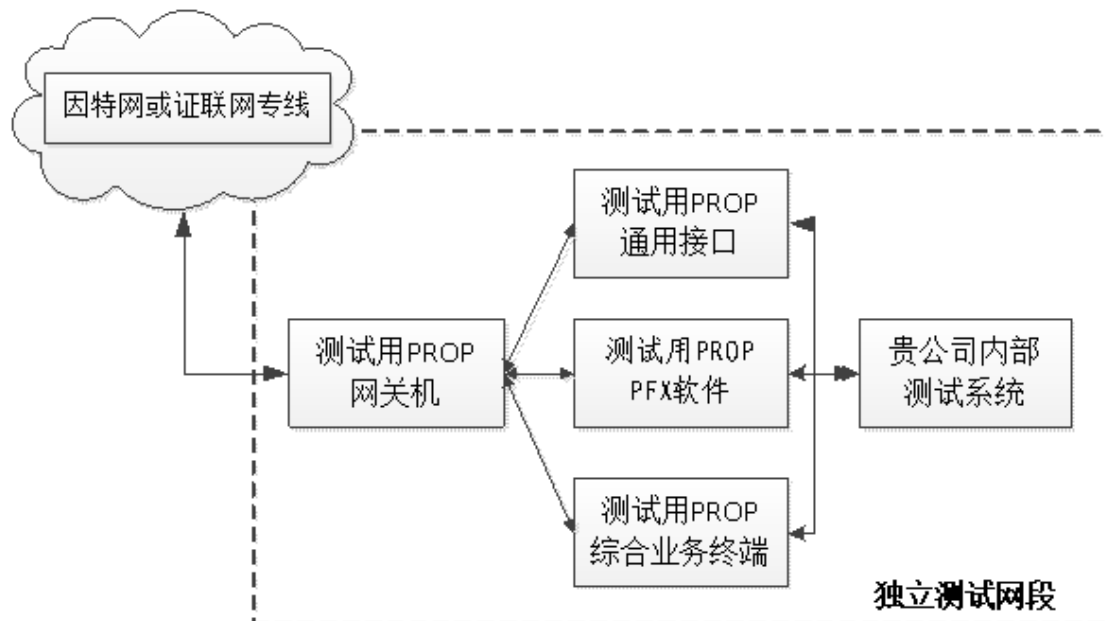 因特网或证联网专线
测试用PROP
通用接口
测试用PROP
网关机
测试用PROP
PFX软件
贵公司内部
测试系统
测试用PROP
综合业务终端
独立测试网段